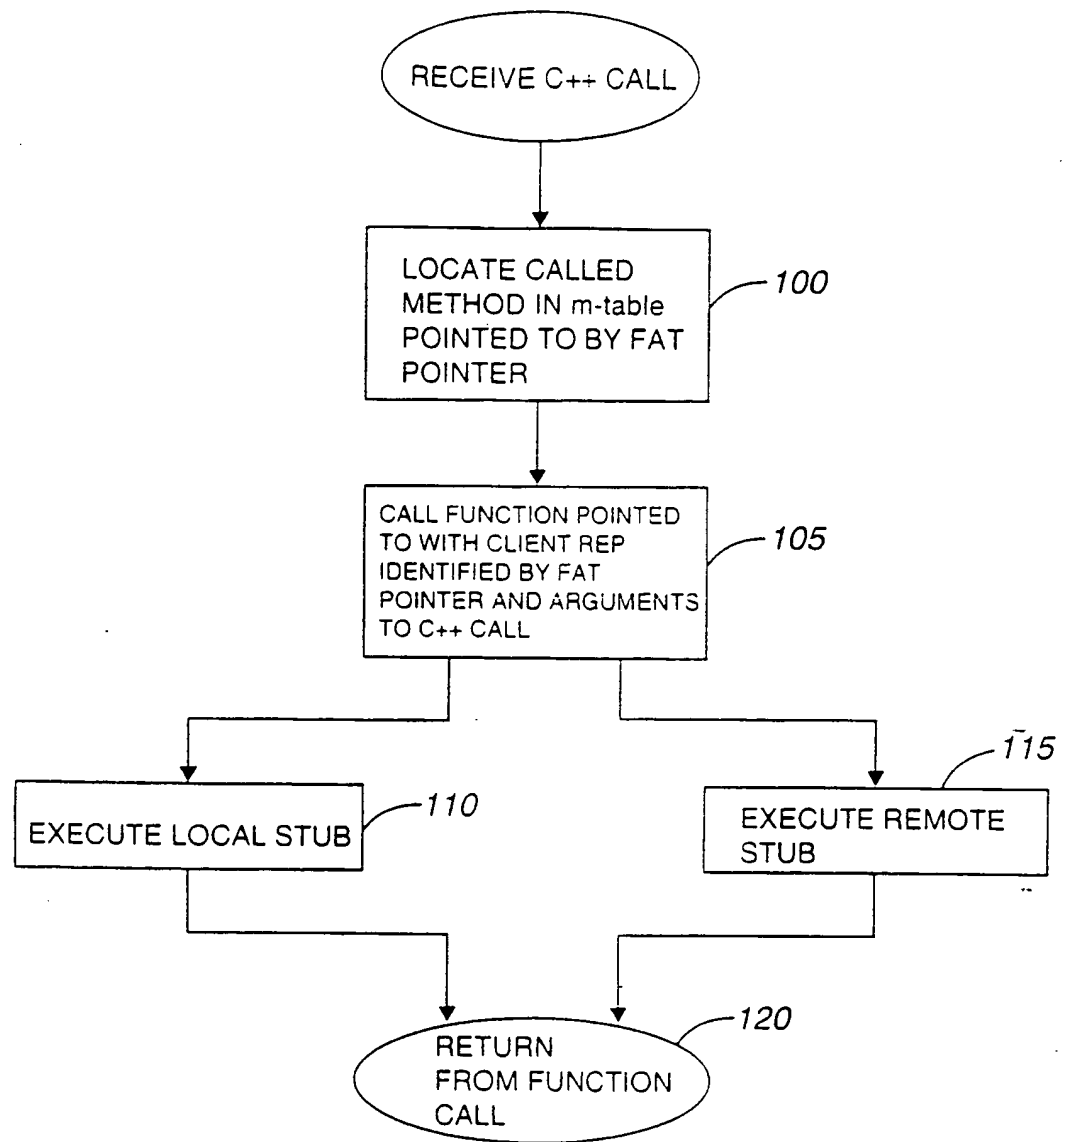 RECEIVE C++ CALL
LOCATE CALLED
METHOD IN m-table
POINTED TO BY FAT
POINTER
100
CALL FUNCTION POINTED
TO WITH CLIENT REP
IDENTIFIED BY FAT
POINTER AND ARGUMENTS
TO C++ CALL
105
EXECUTE LOCAL STUB
110
EXECUTE REMOTE
STUB
115
RETURN
FROM FUNCTION
CALL
120